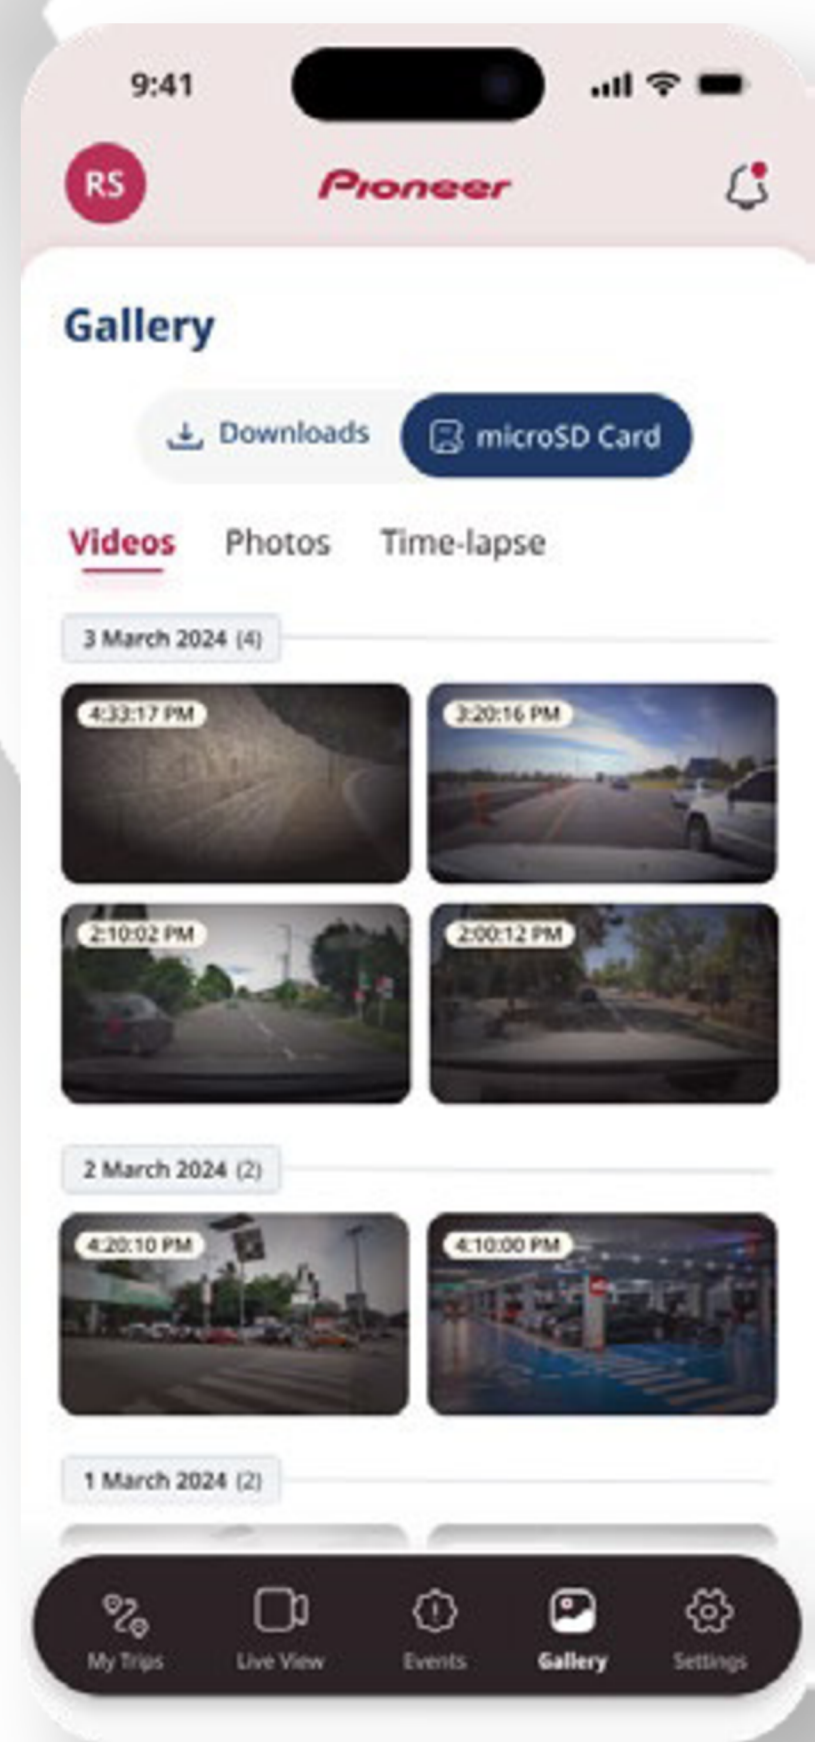 9:41
RS
Pioneer
Gallery
Downloads
microSD Card
Videos Photos Time-lapse
3 March 2024 (4)
4:33:17 PM
3:20:16 PM
2:10:02 PM
2:00:12 PM
2 March 2024 (2)
4:20:10 PM
4:10:00 PM
1 March 2024 (2)
My Trips Live View Events Gallery Settings